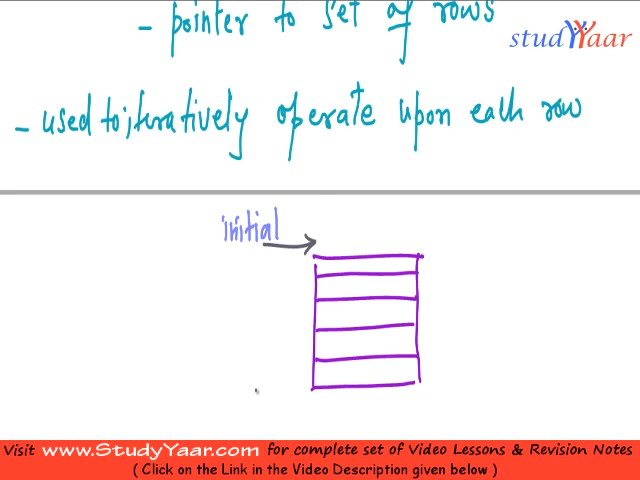 - pointer to set of rows
studYYaar
- used to iteratively operate upon each row
initial
Visit www.StudyYaar.com for complete set of Video Lessons & Revision Notes
( Click on the Link in the Video Description given below )